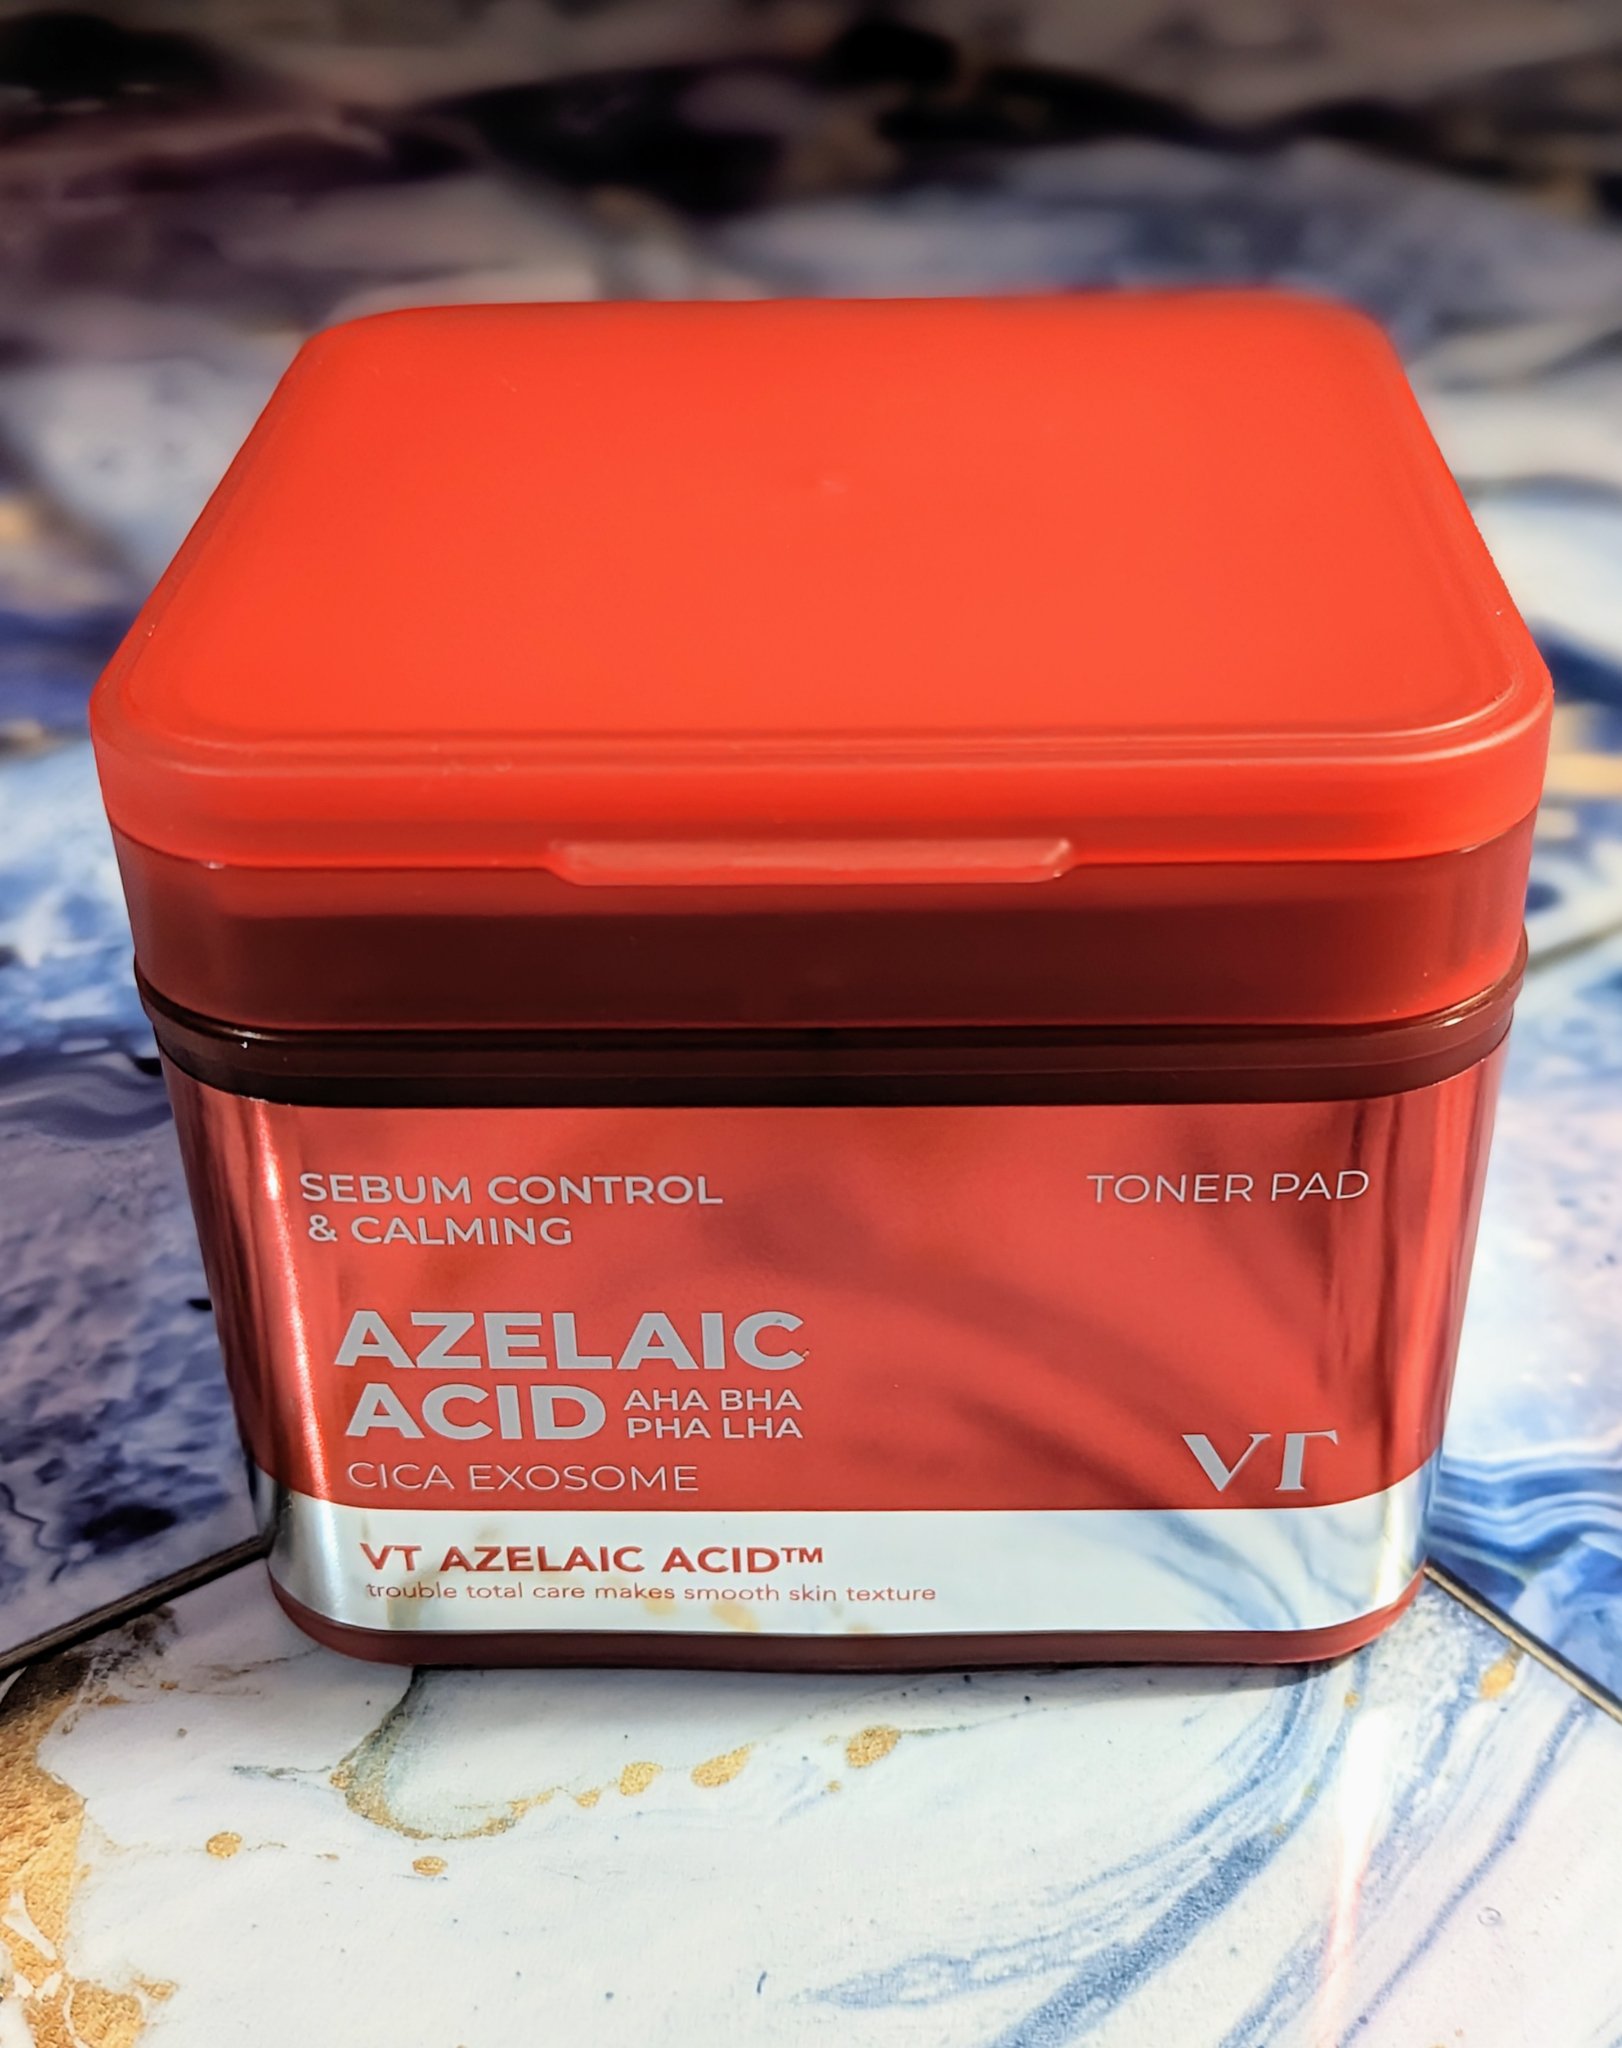 SEBUM CONTROL
& CALMING
TONER PAD
AZELAIC
ACID
AHA BHA
PHA LHA
CICA EXOSOME
VT
VT AZELAIC ACID™
trouble total care makes smooth skin texture